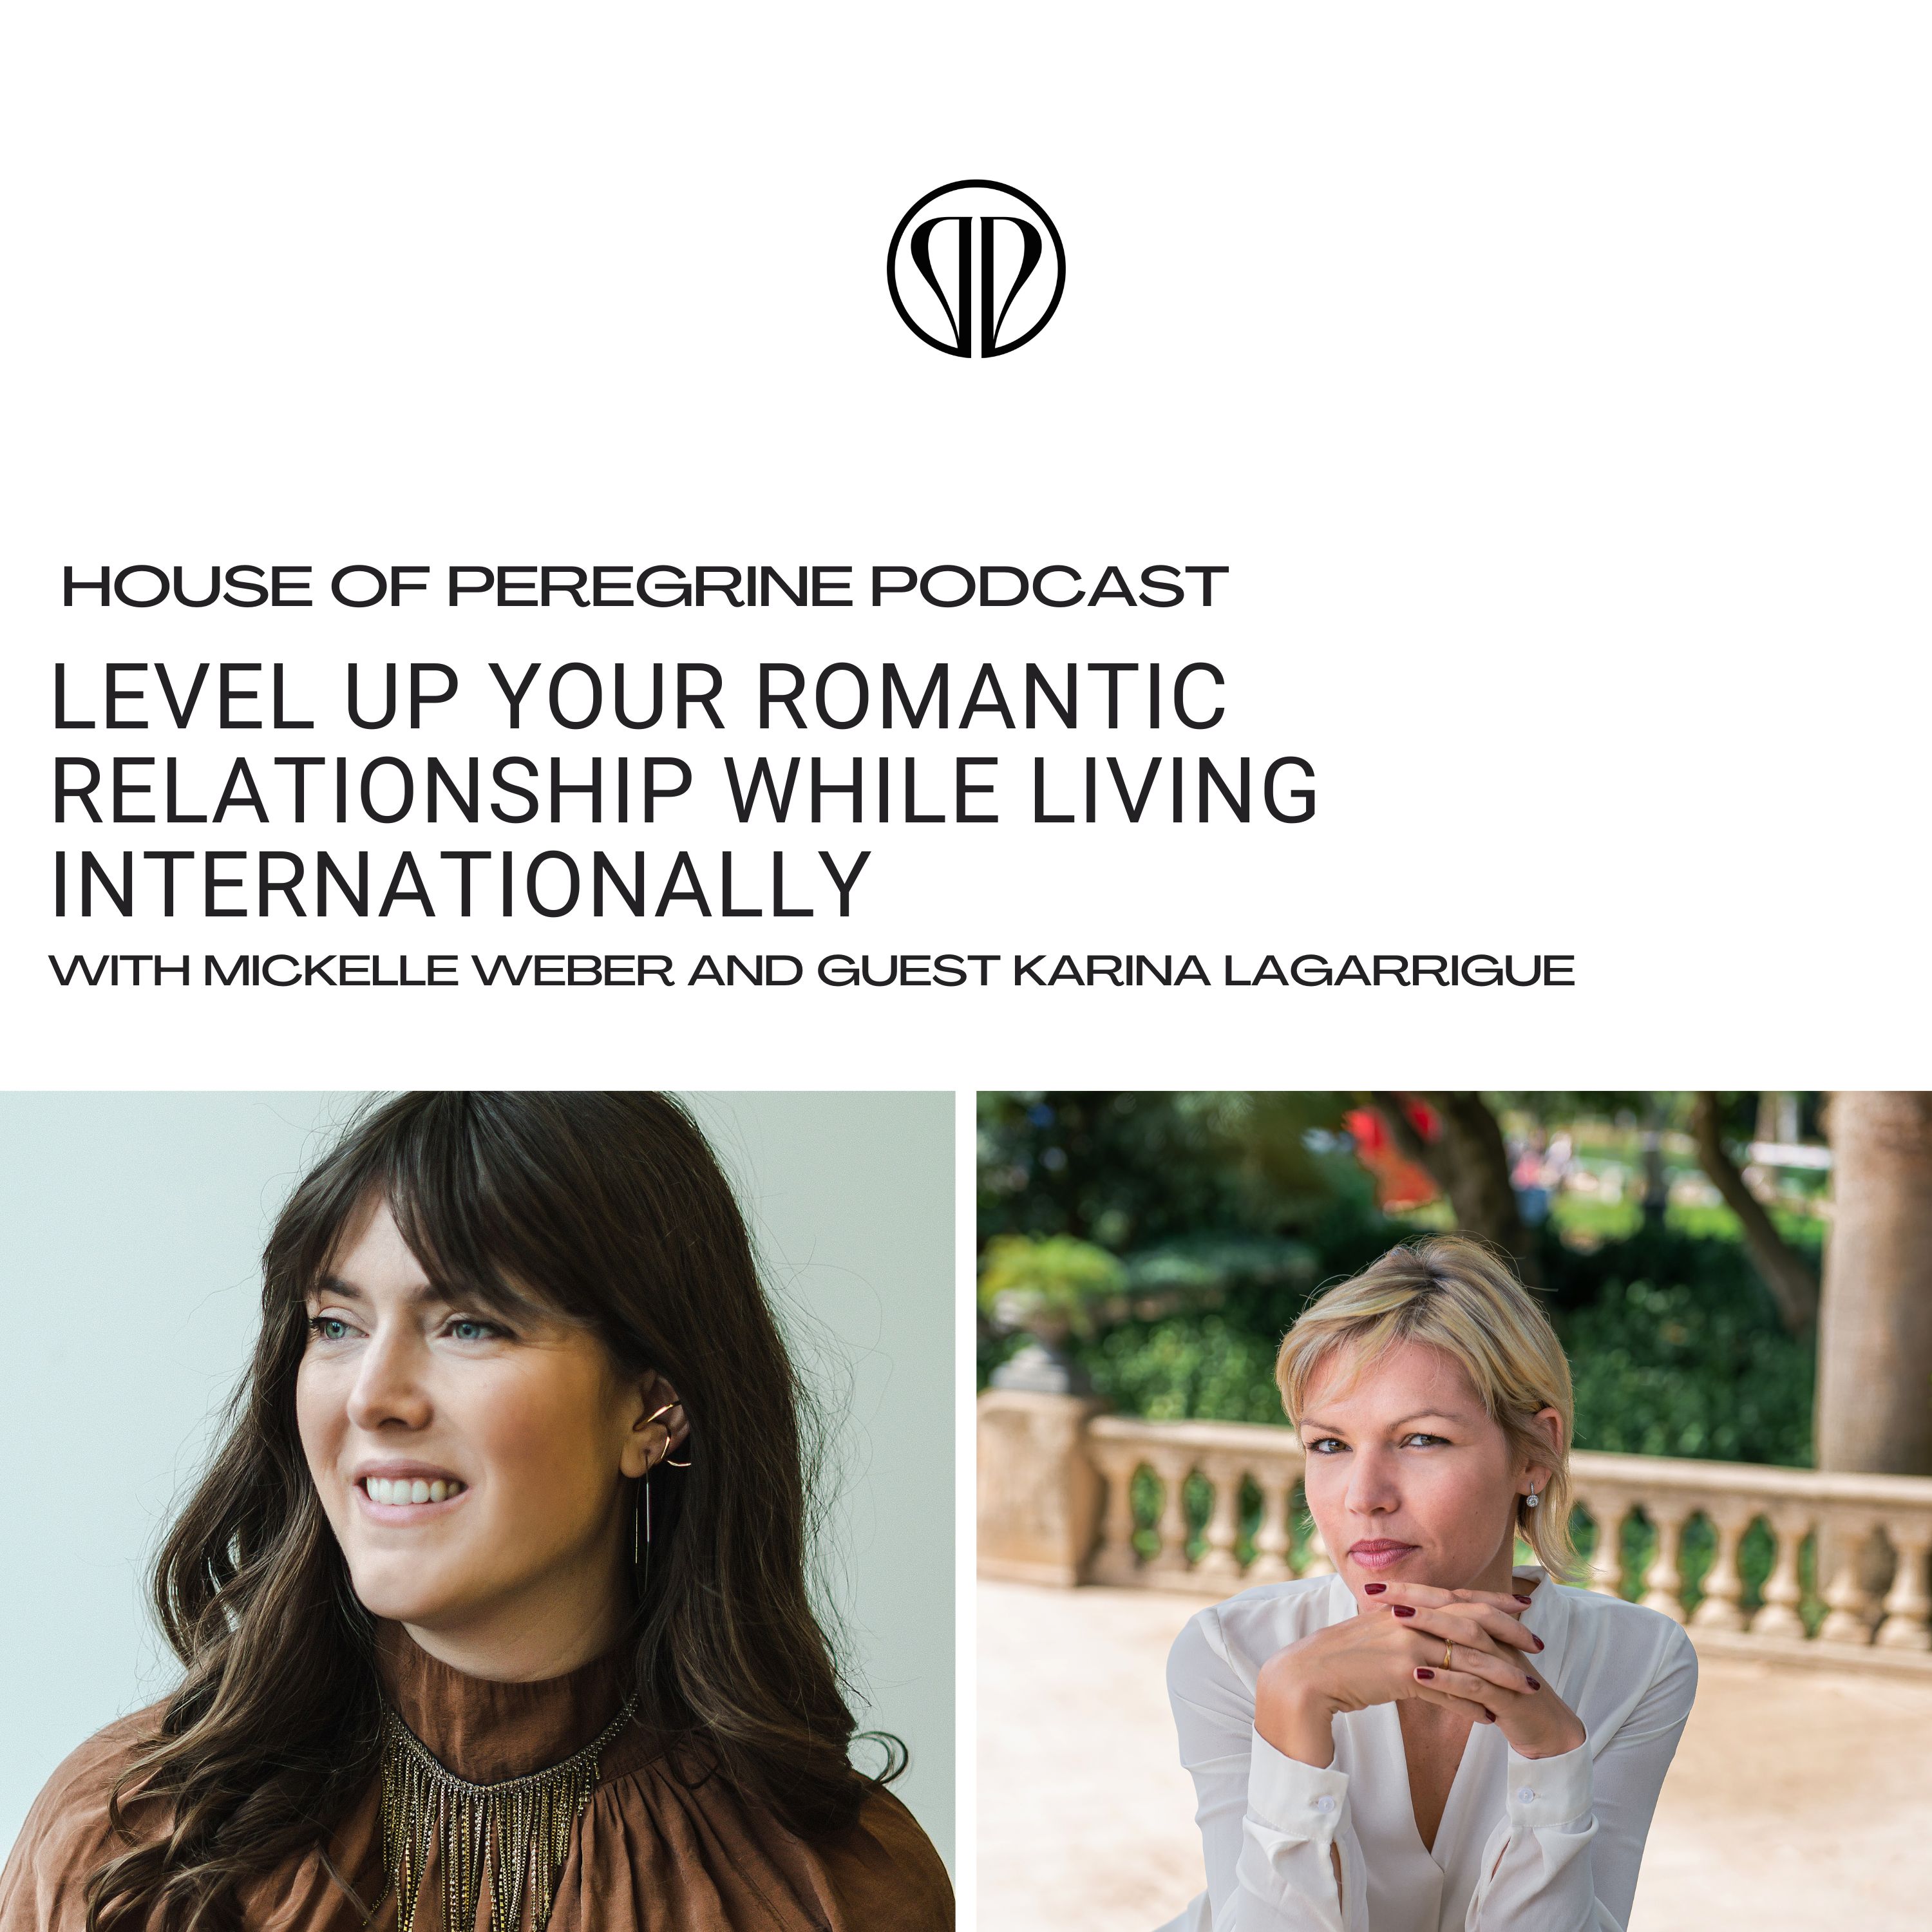 HOUSE OF PEREGRINE PODCAST
LEVEL UP YOUR ROMANTIC
RELATIONSHIP WHILE LIVING
INTERNATIONALLY
WITH MICKELLE WEBER AND GUEST KARINA LAGARRIGUE